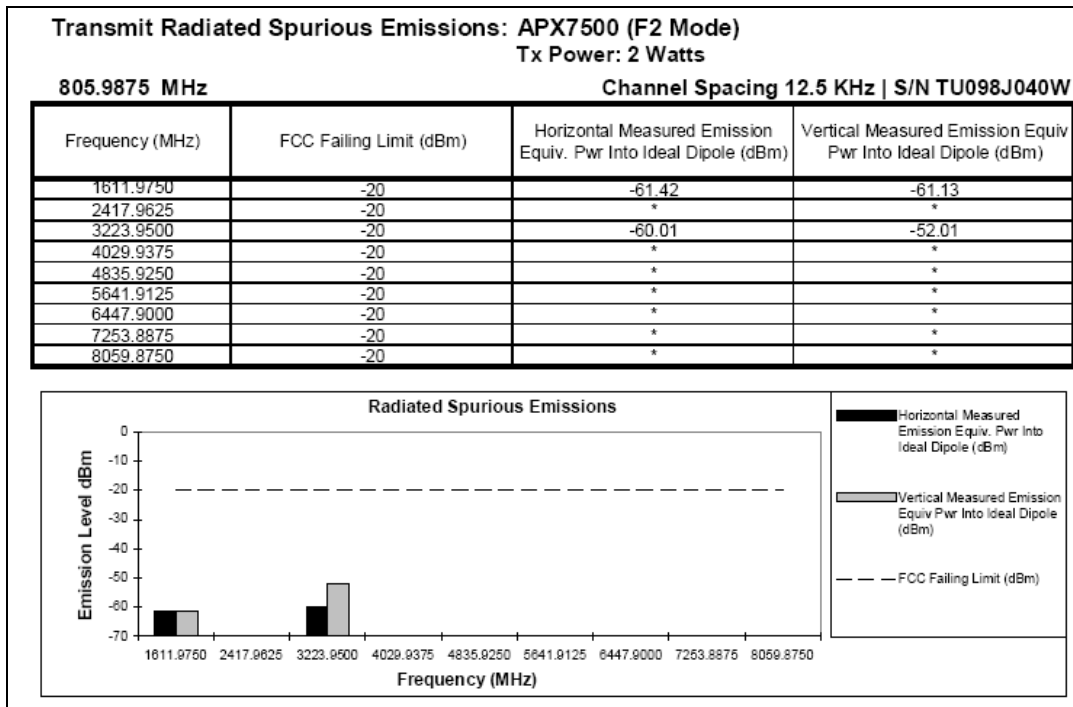 Transmit Radiated Spurious Emissions: APX7500 (F2 Mode)
Tx Power: 2 Watts
805.9875 MHz Channel Spacing 12.5 KHz | S/N TU098J040W
Frequency (MHz) FCC Failing Limit (dBm) Horizontal Measured Emission Equiv. Pwr Into Ideal Dipole (dBm) Vertical Measured Emission Equiv Pwr Into Ideal Dipole (dBm)
1611.9750 -20 -61.42 -61.13
2417.9625 -20 * *
3223.9500 -20 -60.01 -52.01
4029.9375 -20 * *
4835.9250 -20 * *
5641.9125 -20 * *
6447.9000 -20 * *
7253.8875 -20 * *
8059.8750 -20 * *
Radiated Spurious Emissions
Emission Level dBm
0
-10
-20
-30
-40
-50
-60
-70
1611.9750 2417.9625 3223.9500 4029.9375 4835.9250 5641.9125 6447.9000 7253.8875 8059.8750
Frequency (MHz)
Horizontal Measured
Emission Equiv. Pwr Into
Ideal Dipole (dBm)
Vertical Measured Emission
Equiv Pwr Into Ideal Dipole
(dBm)
FCC Failing Limit (dBm)